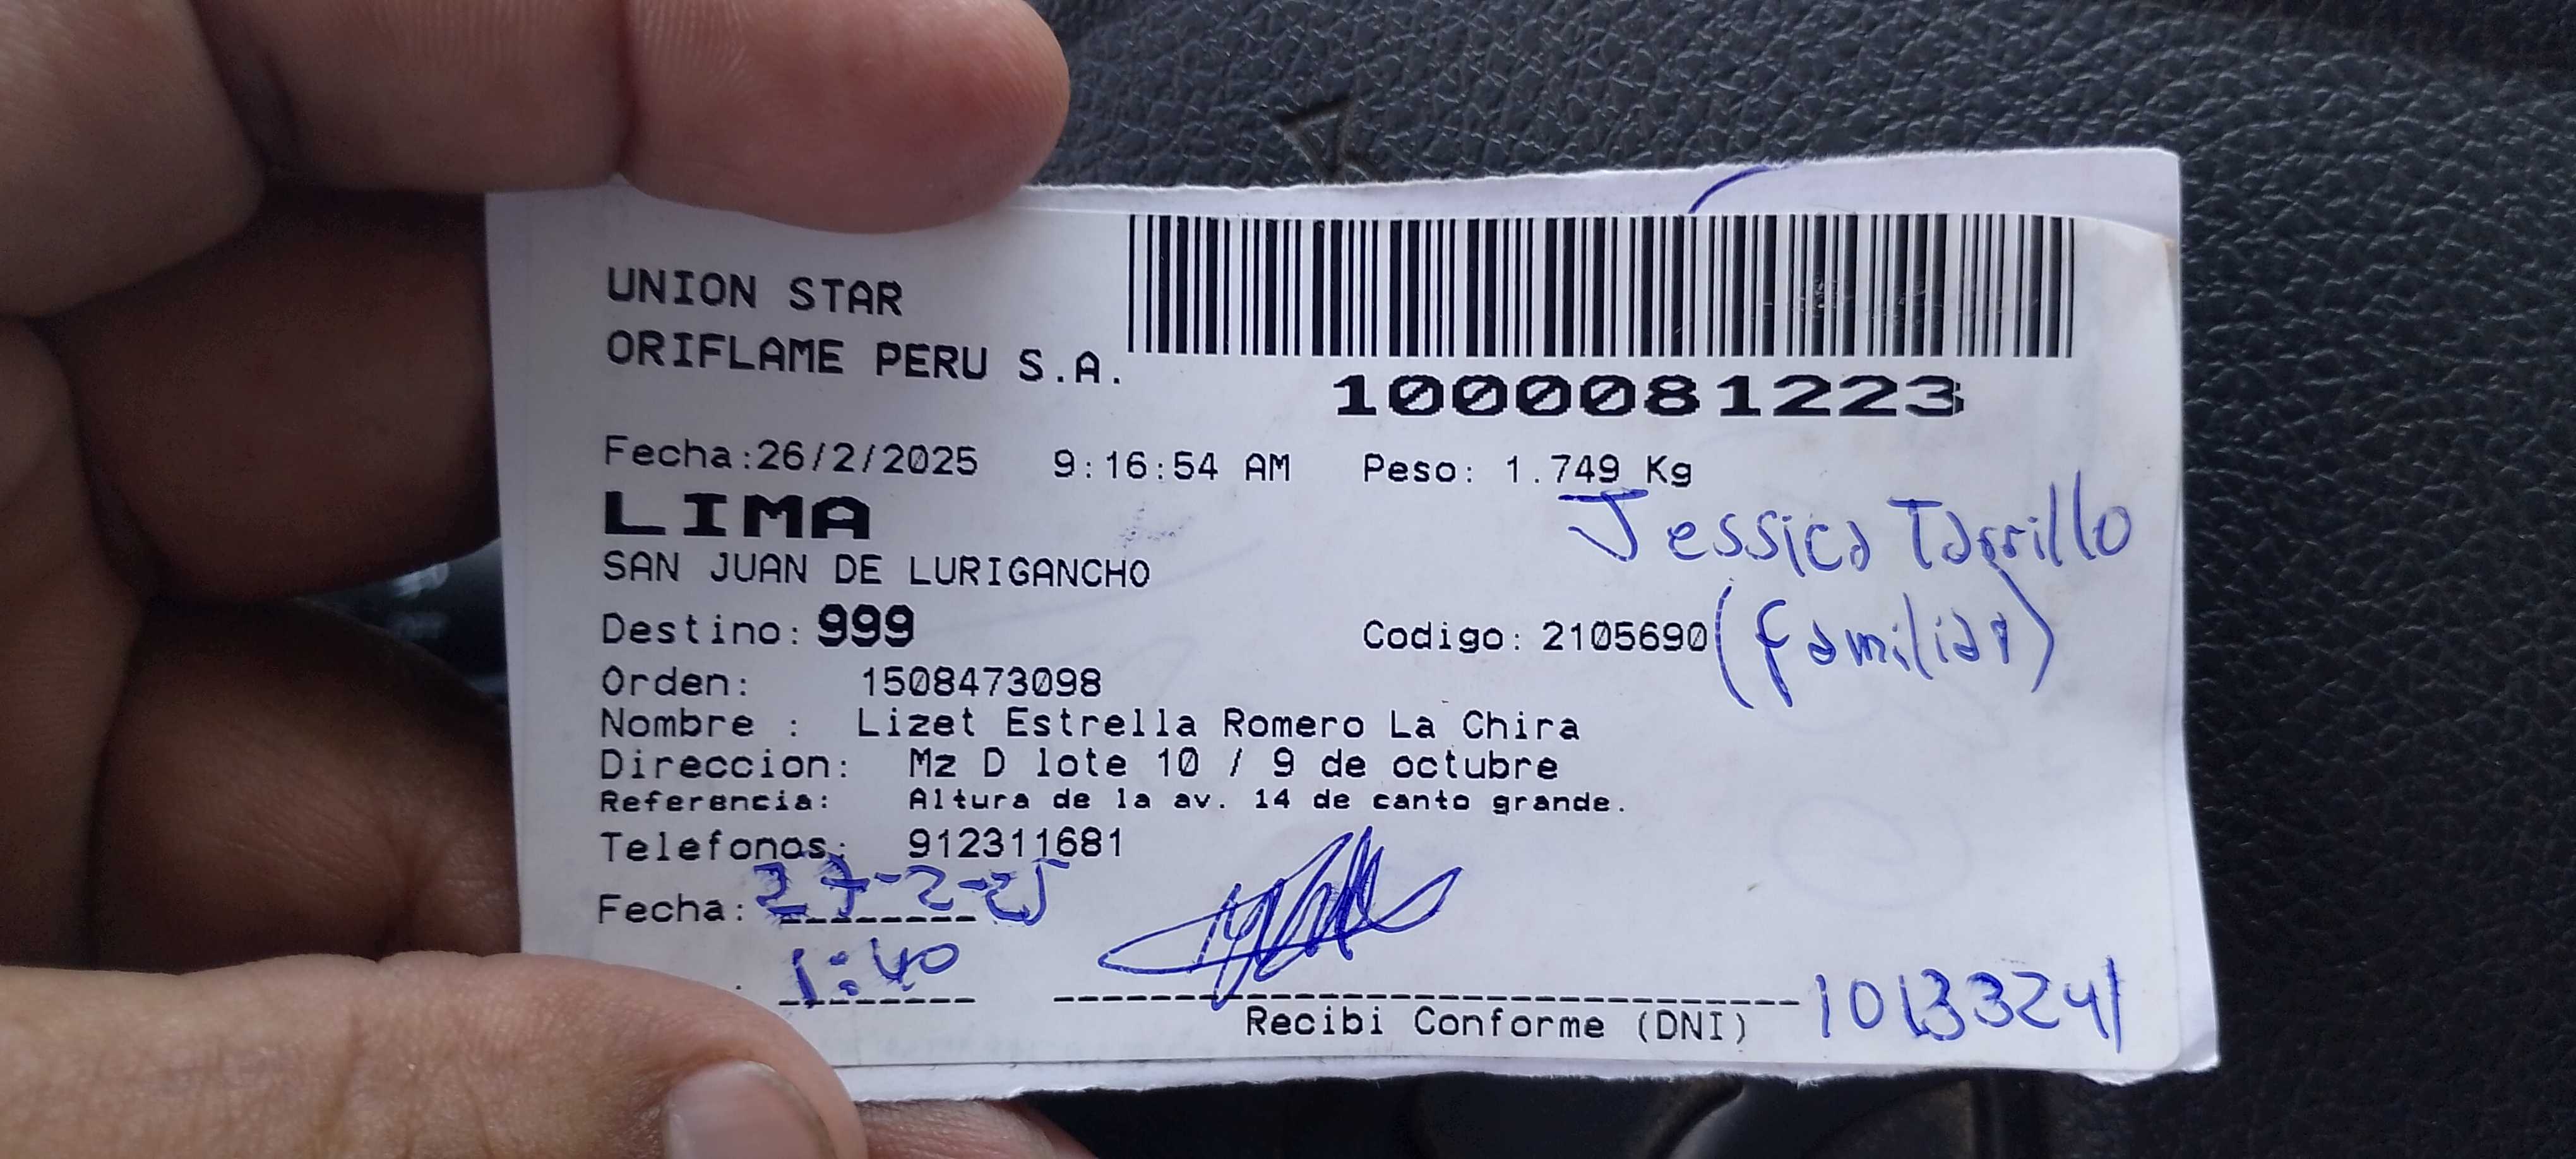 UNION STAR
ORIFLAME PERU S.A.
1000081223
Fecha:26/2/2025 9:16:54 AM Peso: 1.749 Kg
LIMA
Jessica Tarrillo
SAN JUAN DE LURIGANCHO
(familiar)
Destino: 999 Codigo: 2105690
Orden: 1508473098
Nombre : Lizet Estrella Romero La Chira
Direccion: Mz D lote 10 / 9 de octubre
Referencia: Altura de la av. 14 de canto grande.
Telefonos: 912311681
Fecha: 27-2-25
1:40
Recibi Conforme (DNI) 10133241